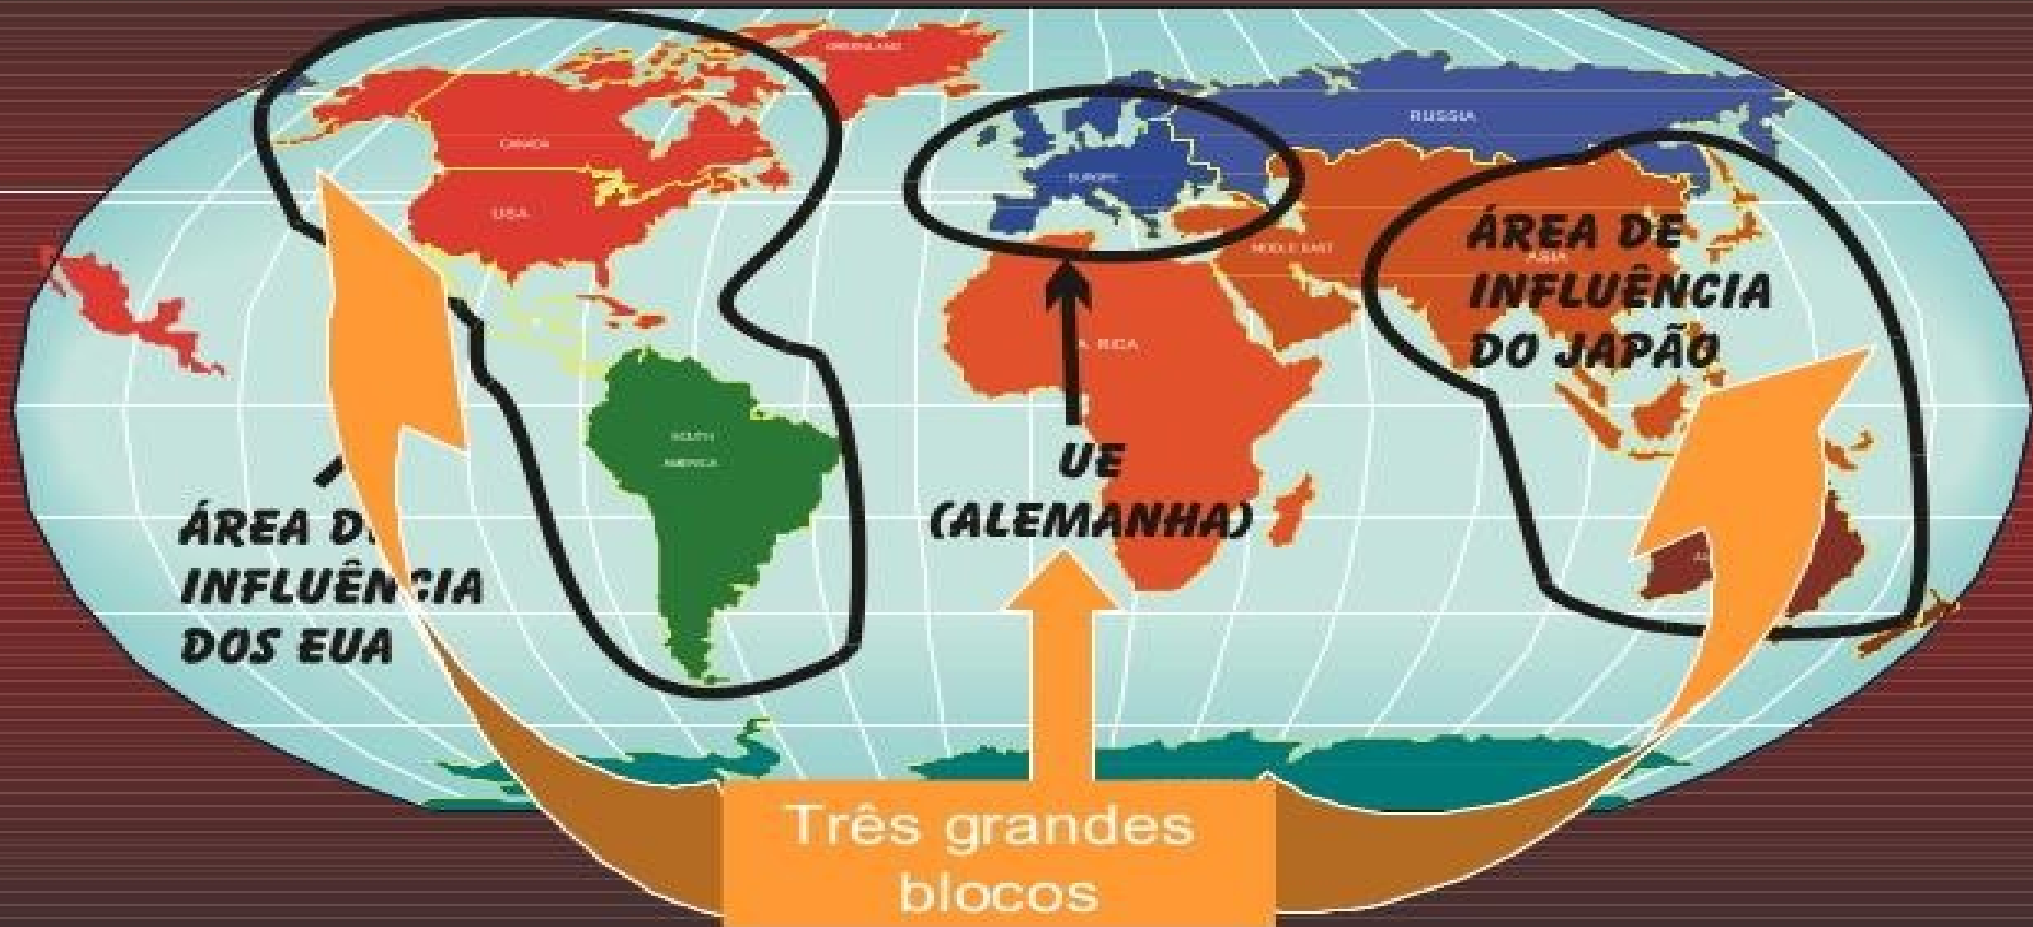 GREENLAND
CANADA
USA
SOUTH
AMERICA
EUROPE
RUSSIA
MIDDLE EAST
ASIA
ÁREA DE
INFLUÊNCIA
DO JAPÃO
UE
(ALEMANHA)
ÁREA D
INFLUÊNCIA
DOS EUA
Três grandes
blocos